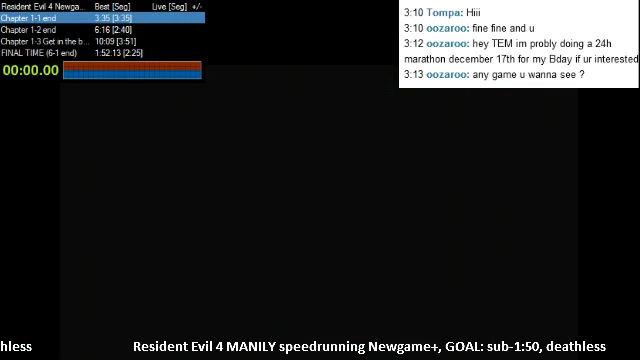 Resident Evil 4 Newga... Best [Seg] Live [Seg] +/-
Chapter 1-1 end 3:35 [3:35]
Chapter 1-2 end 6:16 [2:40]
Chapter 1-3 Get in the b... 10:09 [3:51]
FINAL TIME (6-1 end) 1:52:13 [2:25]
00:00.00
3:10 Tompa: Hiii
3:10 oozaroo: fine fine and u
3:12 oozaroo: hey TEM im probly doing a 24h
marathon december 17th for my Bday if ur interested
3:13 oozaroo: any game u wanna see ?
hless Resident Evil 4 MANILY speedrunning Newgame+, GOAL: sub-1:50, deathless